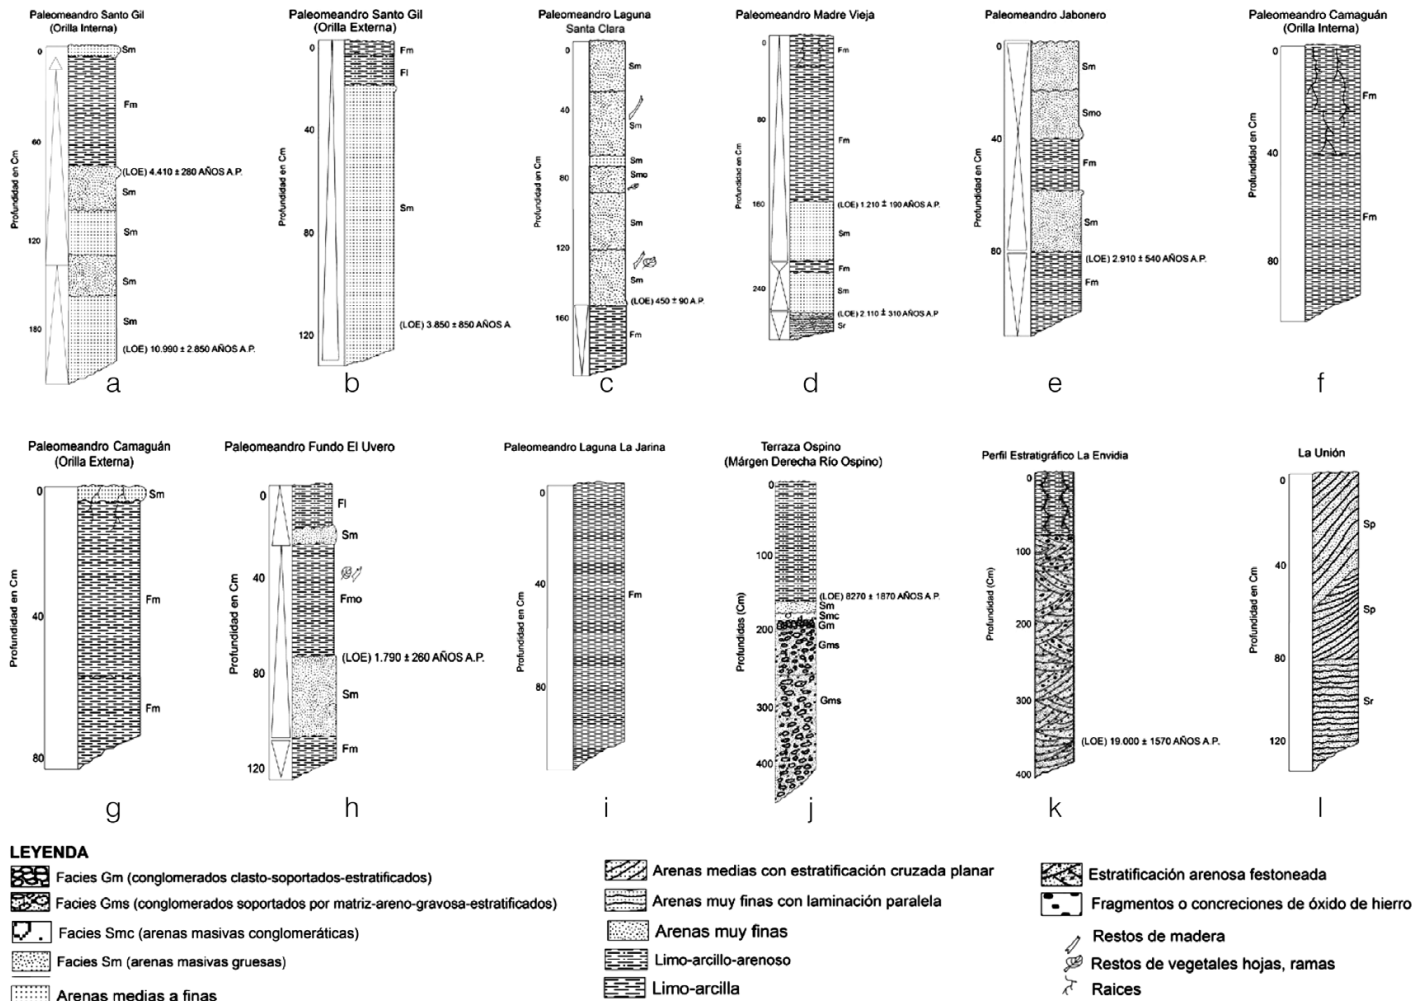 Paleomeandro Santo Gil
(Orilla Interna)
Profundidad en Cm
0
60
120
180
Sm
Fm
(LOE) 4.410 ± 280 AÑOS A.P.
Sm
Sm
Sm
Sm
(LOE) 10.990 ± 2.850 AÑOS A.P.
a
Paleomeandro Santo Gil
(Orilla Externa)
Profundidad en Cm
0
40
80
120
Fm
Fl
Sm
(LOE) 3.850 ± 850 AÑOS A
b
Paleomeandro Laguna
Santa Clara
Profundidad en Cm
0
40
80
120
160
Sm
Sm
Sm
Smo
Sm
Sm
(LOE) 450 ± 90 A.P.
Fm
c
Paleomeandro Madre Vieja
Profundidad en Cm
0
80
160
240
Fm
Fm
(LOE) 1.210 ± 190 AÑOS A.P.
Sm
Fm
Sm
(LOE) 2.110 ± 310 AÑOS A.P
Sr
d
Paleomeandro Jabonero
Profundidad en Cm
0
40
80
Sm
Smo
Fm
Sm
(LOE) 2.910 ± 540 AÑOS A.P.
Fm
e
Paleomeandro Camaguán
(Orilla Interna)
Profundidad en Cm
0
40
80
Fm
Fm
f
Paleomeandro Camaguán
(Orilla Externa)
Profundidad en Cm
0
40
80
Sm
Fm
Fm
g
Paleomeandro Fundo El Uvero
Profundidad en Cm
0
40
80
120
Fl
Sm
Fmo
(LOE) 1.790 ± 260 AÑOS A.P.
Sm
Fm
h
Paleomeandro Laguna La Jarina
Profundidad en Cm
0
40
80
Fm
i
Terraza Ospino
(Márgen Derecha Río Ospino)
Profundidas (Cm)
0
100
200
300
400
(LOE) 8270 ± 1870 AÑOS A.P.
Sm
Smc
Gm
Gms
Gms
j
Perfil Estratigráfico La Envidia
Profundidad (Cm)
0
100
200
300
400
(LOE) 19.000 ± 1570 AÑOS A.P.
k
La Unión
Profundidad en Cm
0
40
80
120
Sp
Sp
Sr
l
LEYENDA
Facies Gm (conglomerados clasto-soportados-estratificados)
Facies Gms (conglomerados soportados por matriz-areno-gravosa-estratificados)
Facies Smc (arenas masivas conglomeráticas)
Facies Sm (arenas masivas gruesas)
Arenas medias a finas
Arenas medias con estratificación cruzada planar
Arenas muy finas con laminación paralela
Arenas muy finas
Limo-arcillo-arenoso
Limo-arcilla
Estratificación arenosa festoneada
Fragmentos o concreciones de óxido de hierro
Restos de madera
Restos de vegetales hojas, ramas
Raices